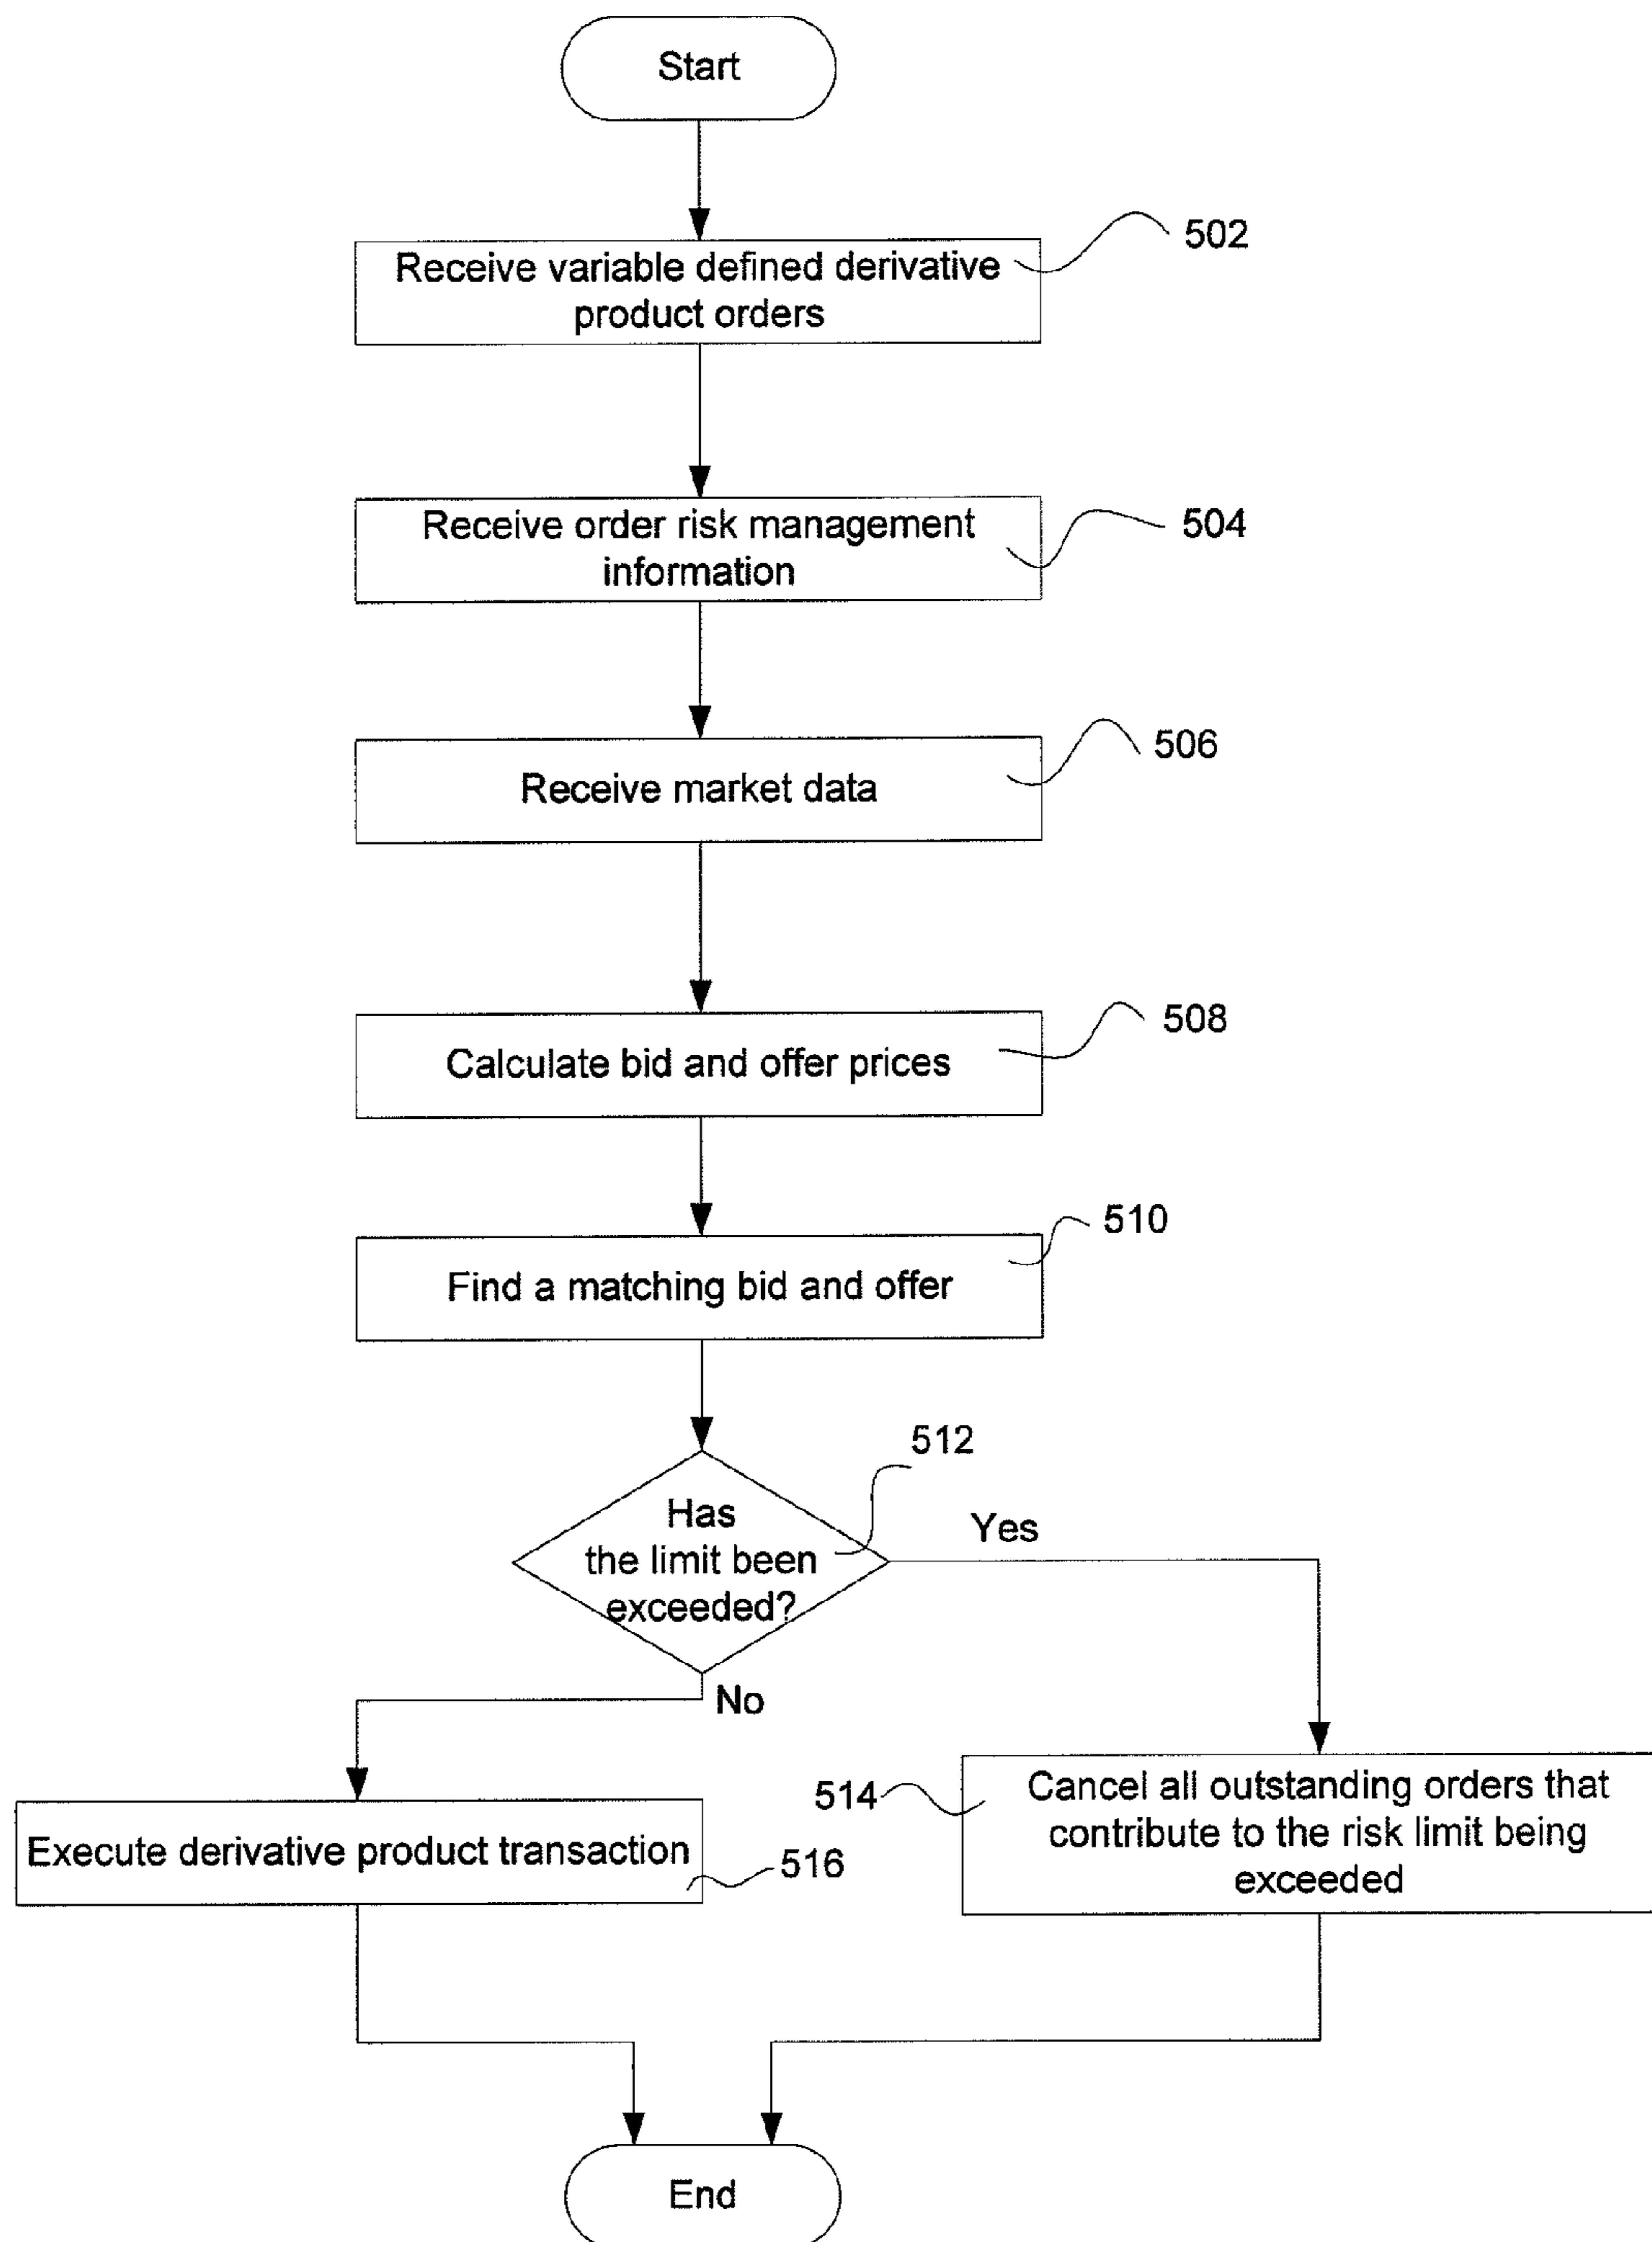 Start
502
Receive variable defined derivative
product orders
504
Receive order risk management
information
506
Receive market data
508
Calculate bid and offer prices
510
Find a matching bid and offer
512
Has
the limit been
exceeded?
Yes
No
514
Cancel all outstanding orders that
contribute to the risk limit being
exceeded
Execute derivative product transaction
516
End